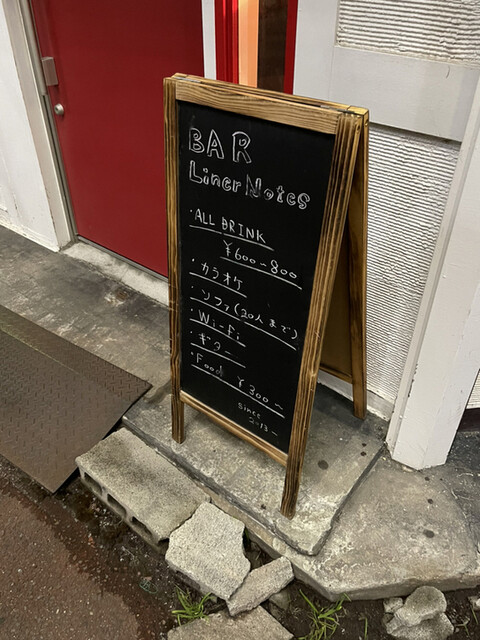 BAR
Liner Notes
・ALL DRINK
¥600-800
・カラオケ
・ソファ(20人まで)
・Wi-Fi
・ギター
・Food ¥300-
since
2013-